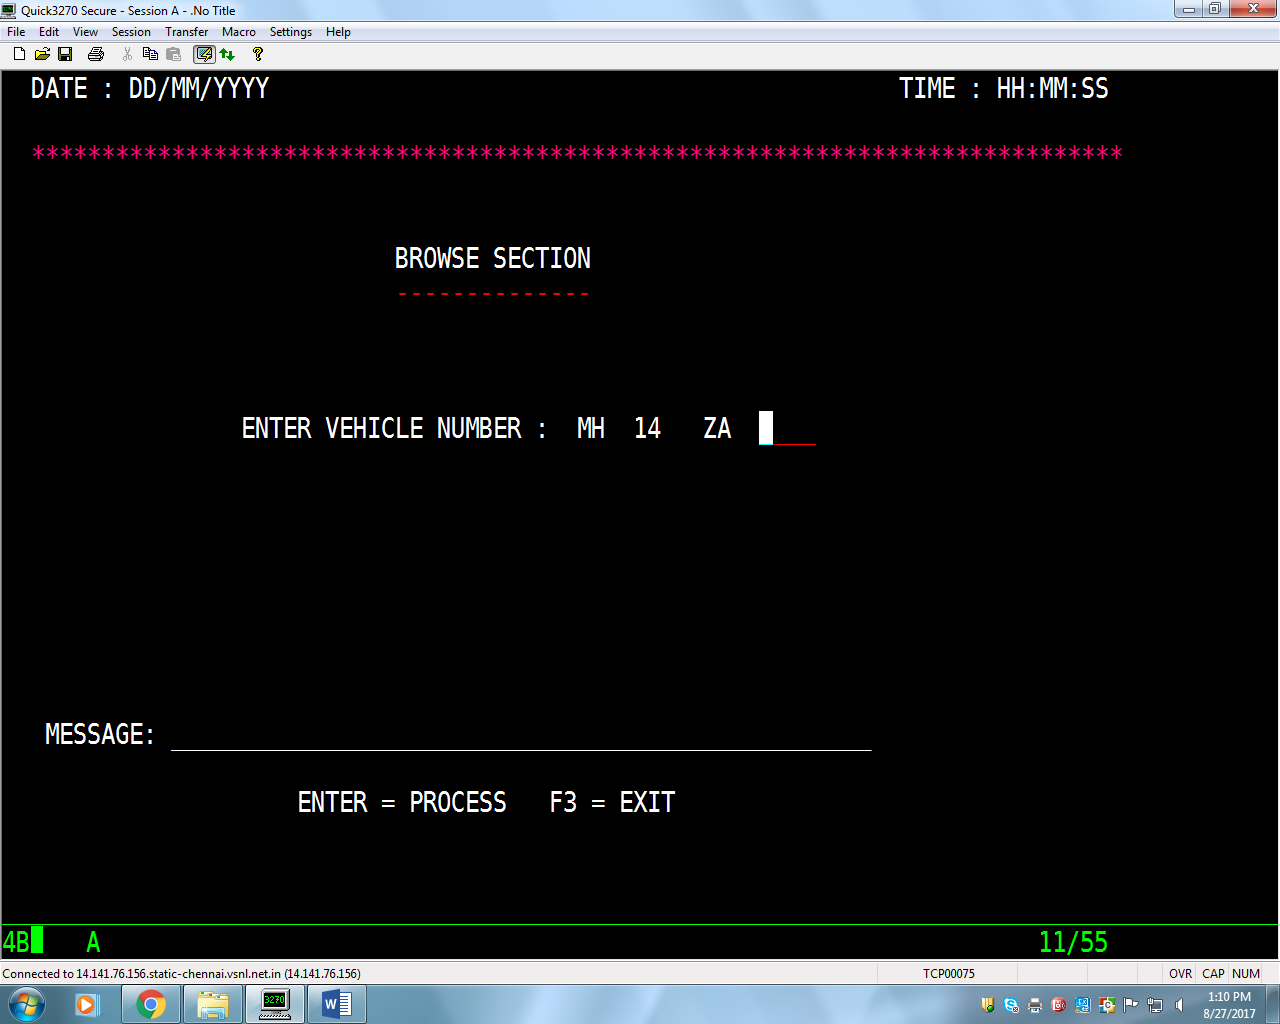 Quick3270 Secure - Session A - .No Title
File Edit View Session Transfer Macro Settings Help
DATE : DD/MM/YYYY TIME : HH:MM:SS
******************************************************************************
BROWSE SECTION
--------------
ENTER VEHICLE NUMBER : MH 14 ZA ____
MESSAGE: __________________________________________________
ENTER = PROCESS F3 = EXIT
4B A 11/55
Connected to 14.141.76.156.static-chennai.vsnl.net.in (14.141.76.156) TCP00075 OVR CAP NUM
3270
1:10 PM
8/27/2017